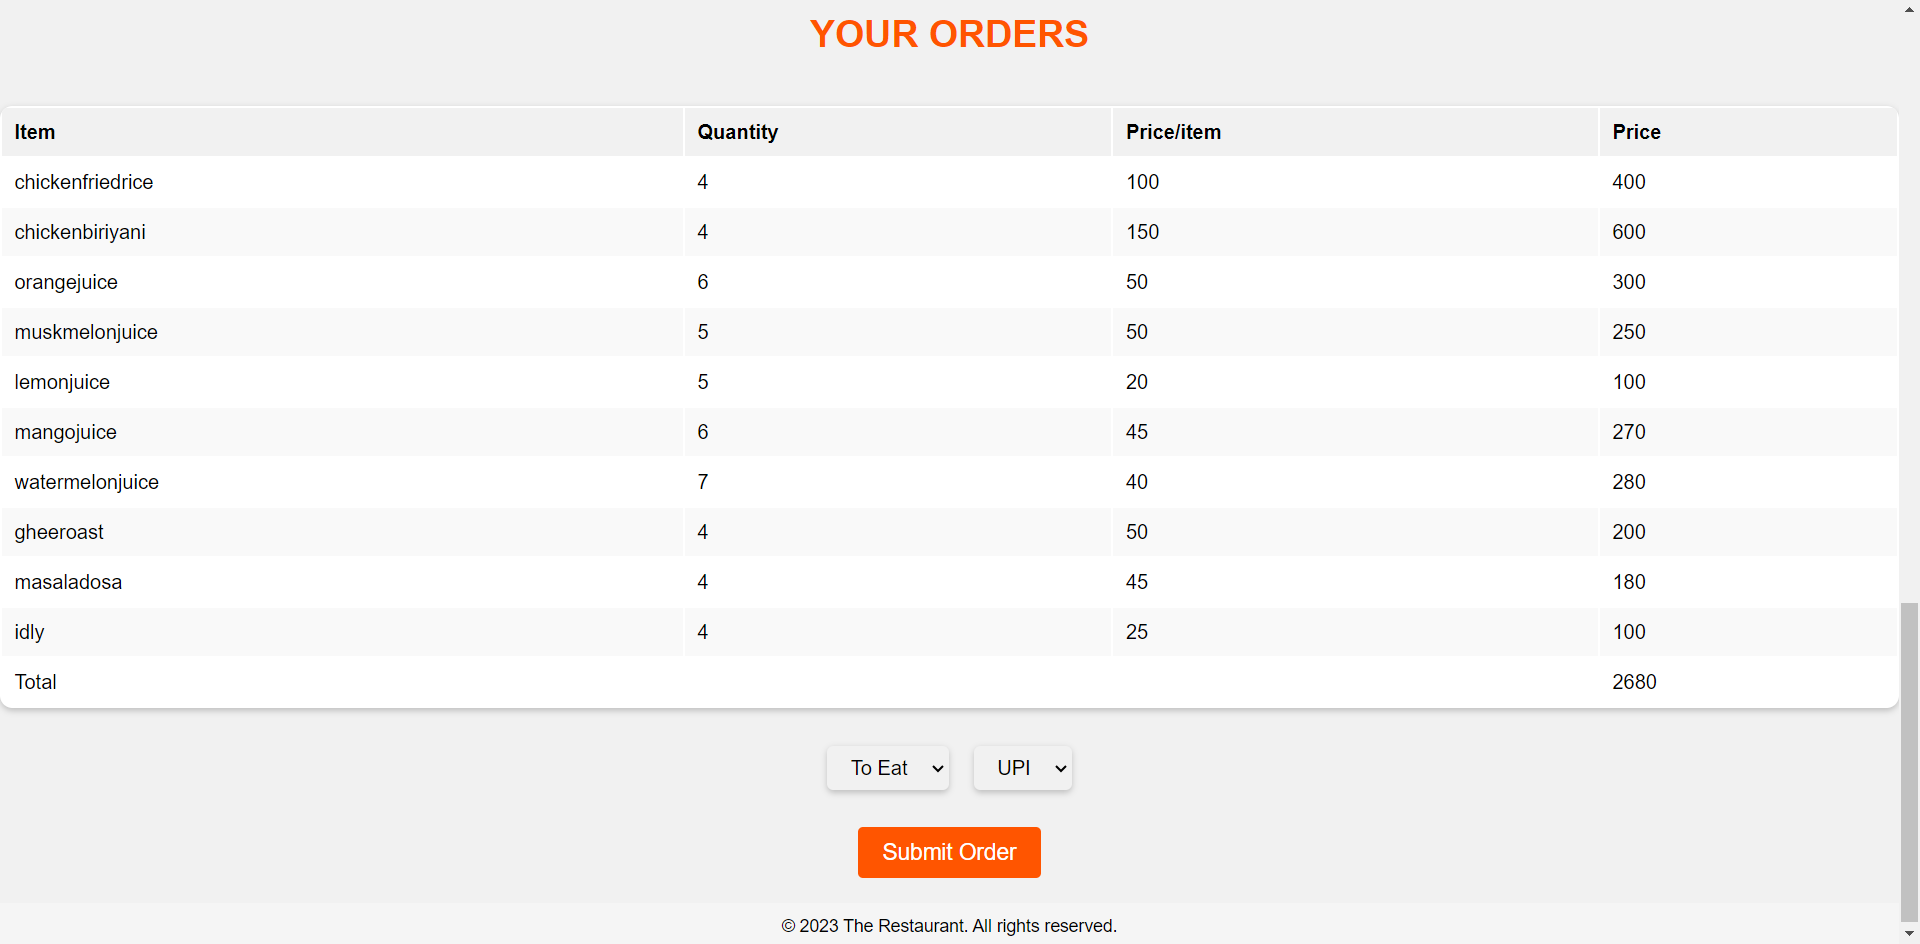 YOUR ORDERS
Item Quantity Price/item Price
chickenfriedrice 4 100 400
chickenbiriyani 4 150 600
orangejuice 6 50 300
muskmelonjuice 5 50 250
lemonjuice 5 20 100
mangojuice 6 45 270
watermelonjuice 7 40 280
gheeroast 4 50 200
masaladosa 4 45 180
idly 4 25 100
Total 2680
To Eat UPI
Submit Order
© 2023 The Restaurant. All rights reserved.